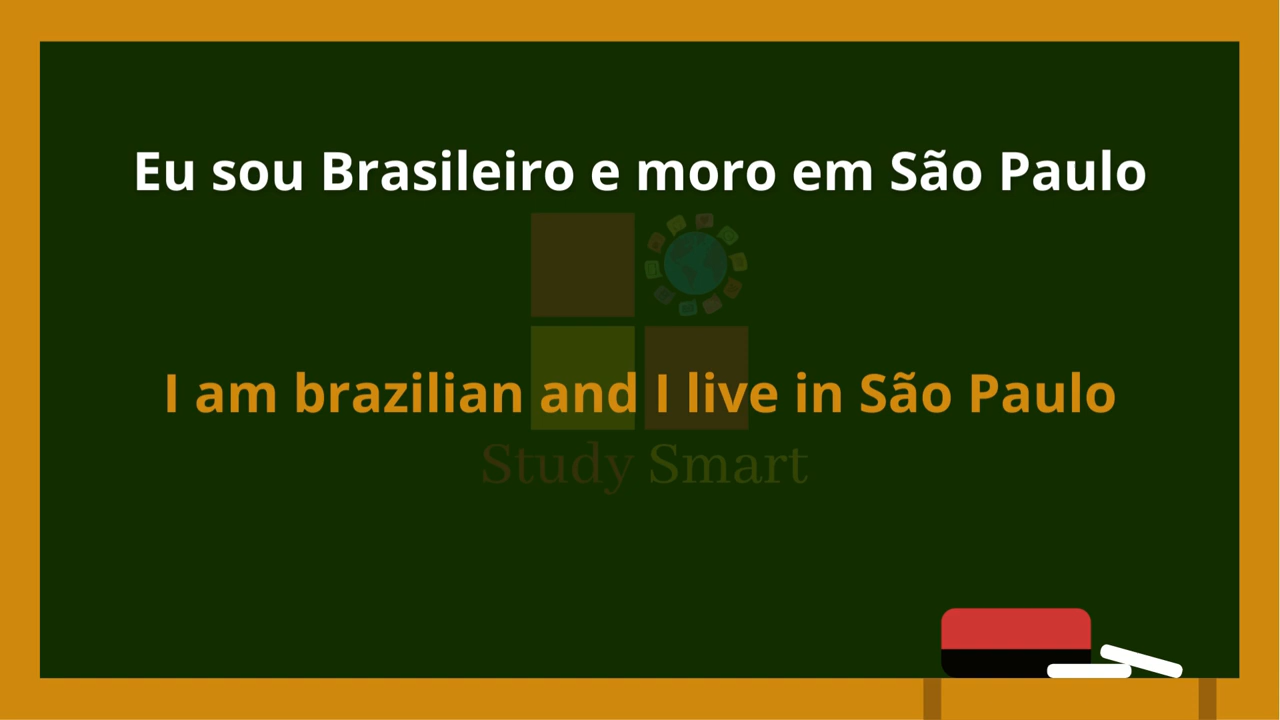 Eu sou Brasileiro e moro em São Paulo
I am brazilian and I live in São Paulo
Study Smart